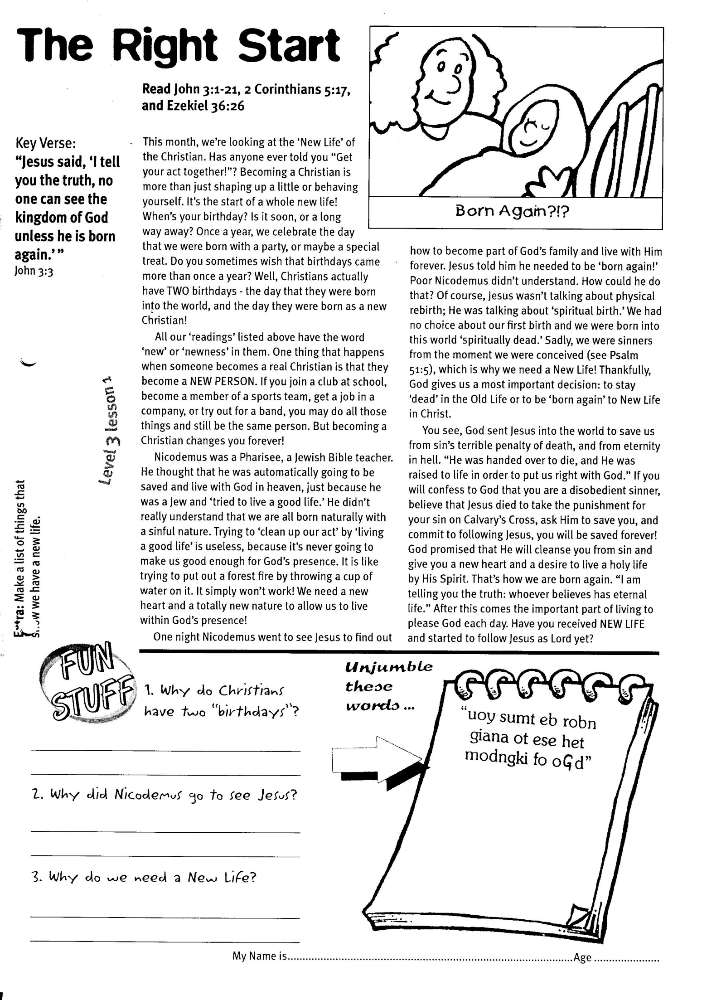 The Right Start
Read John 3:1-21, 2 Corinthians 5:17,
and Ezekiel 36:26
Key Verse:
“Jesus said, ‘I tell
you the truth, no
one can see the
kingdom of God
unless he is born
again.’”
John 3:3
Level 3 lesson 1
Extra: Make a list of things that
show we have a new life.
This month, we’re looking at the ‘New Life’ of
the Christian. Has anyone ever told you “Get
your act together!”? Becoming a Christian is
more than just shaping up a little or behaving
yourself. It’s the start of a whole new life!
When’s your birthday? Is it soon, or a long
way away? Once a year, we celebrate the day
that we were born with a party, or maybe a special
treat. Do you sometimes wish that birthdays came
more than once a year? Well, Christians actually
have TWO birthdays - the day that they were born
into the world, and the day they were born as a new
Christian!
All our ‘readings’ listed above have the word
‘new’ or ‘newness’ in them. One thing that happens
when someone becomes a real Christian is that they
become a NEW PERSON. If you join a club at school,
become a member of a sports team, get a job in a
company, or try out for a band, you may do all those
things and still be the same person. But becoming a
Christian changes you forever!
Nicodemus was a Pharisee, a Jewish Bible teacher.
He thought that he was automatically going to be
saved and live with God in heaven, just because he
was a Jew and ‘tried to live a good life.’ He didn’t
really understand that we are all born naturally with
a sinful nature. Trying to ‘clean up our act’ by ‘living
a good life’ is useless, because it’s never going to
make us good enough for God’s presence. It is like
trying to put out a forest fire by throwing a cup of
water on it. It simply won’t work! We need a new
heart and a totally new nature to allow us to live
within God’s presence!
One night Nicodemus went to see Jesus to find out
Born Again?!?
how to become part of God’s family and live with Him
forever. Jesus told him he needed to be ‘born again!’
Poor Nicodemus didn’t understand. How could he do
that? Of course, Jesus wasn’t talking about physical
rebirth; He was talking about ‘spiritual birth.’ We had
no choice about our first birth and we were born into
this world ‘spiritually dead.’ Sadly, we were sinners
from the moment we were conceived (see Psalm
51:5), which is why we need a New Life! Thankfully,
God gives us a most important decision: to stay
‘dead’ in the Old Life or to be ‘born again’ to New Life
in Christ.
You see, God sent Jesus into the world to save us
from sin’s terrible penalty of death, and from eternity
in hell. “He was handed over to die, and He was
raised to life in order to put us right with God.” If you
will confess to God that you are a disobedient sinner,
believe that Jesus died to take the punishment for
your sin on Calvary’s Cross, ask Him to save you, and
commit to following Jesus, you will be saved forever!
God promised that He will cleanse you from sin and
give you a new heart and a desire to live a holy life
by His Spirit. That’s how we are born again. “I am
telling you the truth: whoever believes has eternal
life.” After this comes the important part of living to
please God each day. Have you received NEW LIFE
and started to follow Jesus as Lord yet?
FUN
STUFF
1. Why do Christians
have two “birthdays”?
2. Why did Nicodemus go to see Jesus?
3. Why do we need a New Life?
Unjumble
these
words ...
“uoy sumt eb robn
giana ot ese het
modngki fo oGd”
My Name is.......................................Age ......................